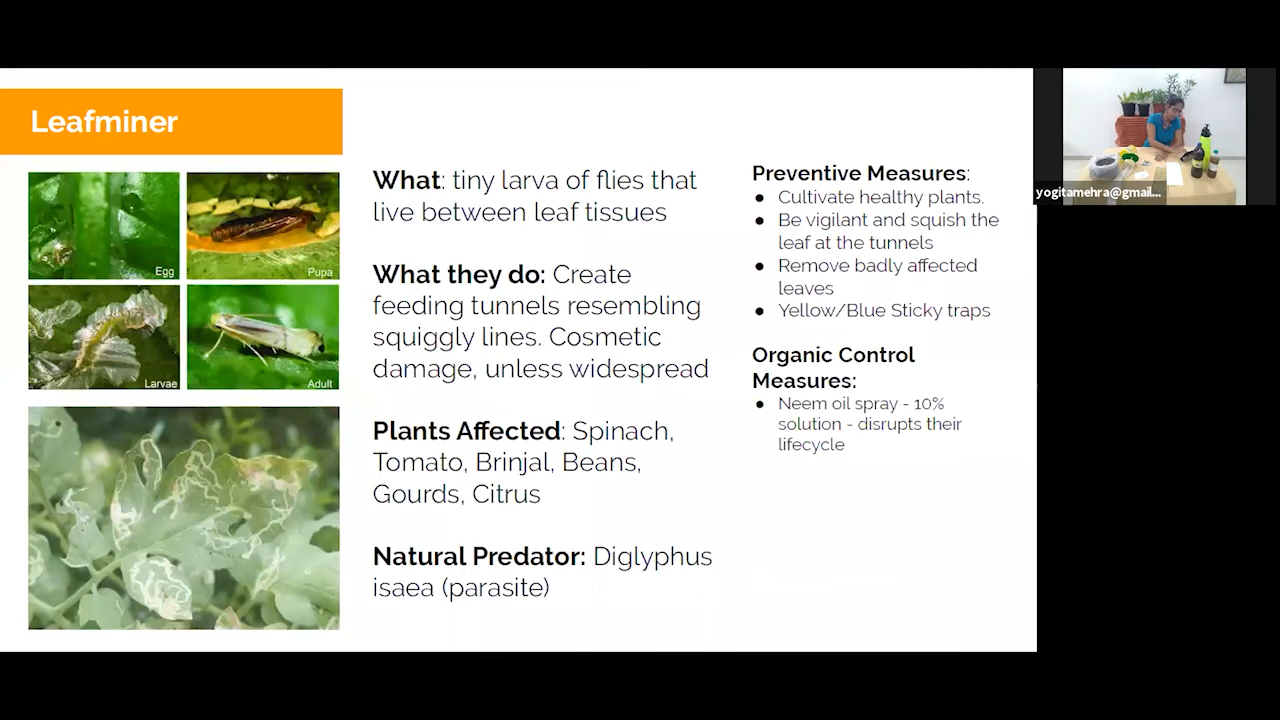 Leafminer
Egg
Pupa
Larvae
Adult
What: tiny larva of flies that
live between leaf tissues
What they do: Create
feeding tunnels resembling
squiggly lines. Cosmetic
damage, unless widespread
Plants Affected: Spinach,
Tomato, Brinjal, Beans,
Gourds, Citrus
Natural Predator: Diglyphus
isaea (parasite)
Preventive Measures:
● Cultivate healthy plants.
● Be vigilant and squish the
leaf at the tunnels
● Remove badly affected
leaves
● Yellow/Blue Sticky traps
Organic Control
Measures:
● Neem oil spray - 10%
solution - disrupts their
lifecycle
yogitamehra@gmail...